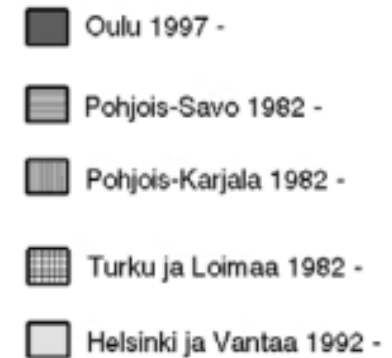 Oulu 1997 -
Pohjois-Savo 1982 -
Pohjois-Karjala 1982 -
Turku ja Loimaa 1982 -
Helsinki ja Vantaa 1992 -